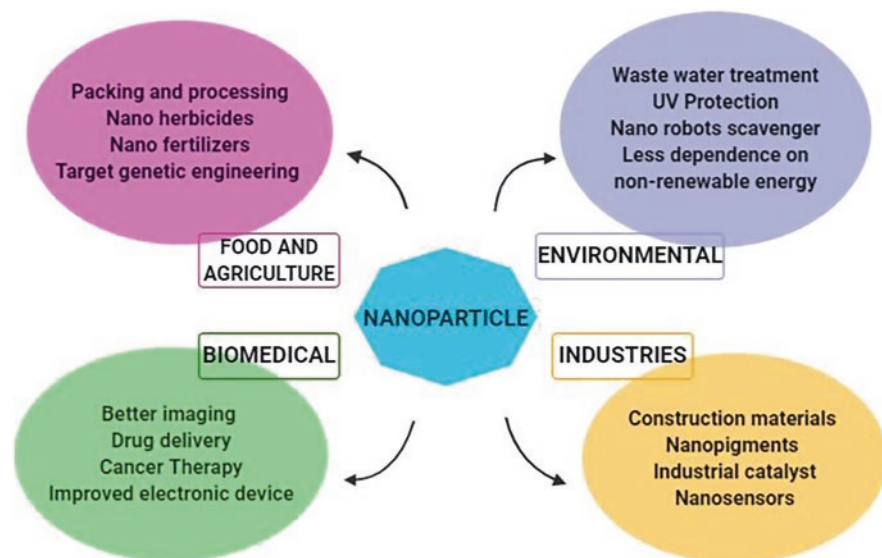 Packing and processing
Nano herbicides
Nano fertilizers
Target genetic engineering
FOOD AND
AGRICULTURE
Waste water treatment
UV Protection
Nano robots scavenger
Less dependence on
non-renewable energy
ENVIRONMENTAL
NANOPARTICLE
BIOMEDICAL
Better imaging
Drug delivery
Cancer Therapy
Improved electronic device
INDUSTRIES
Construction materials
Nanopigments
Industrial catalyst
Nanosensors